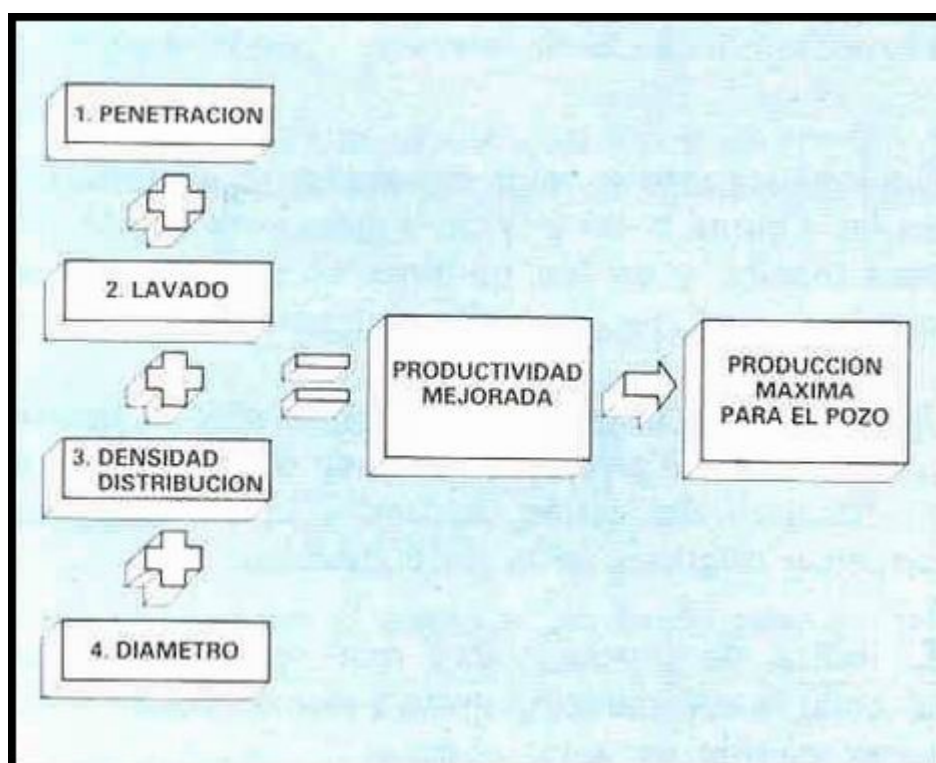 1. PENETRACION
2. LAVADO
3. DENSIDAD
DISTRIBUCION
4. DIAMETRO
PRODUCTIVIDAD
MEJORADA
PRODUCCION
MAXIMA
PARA EL POZO